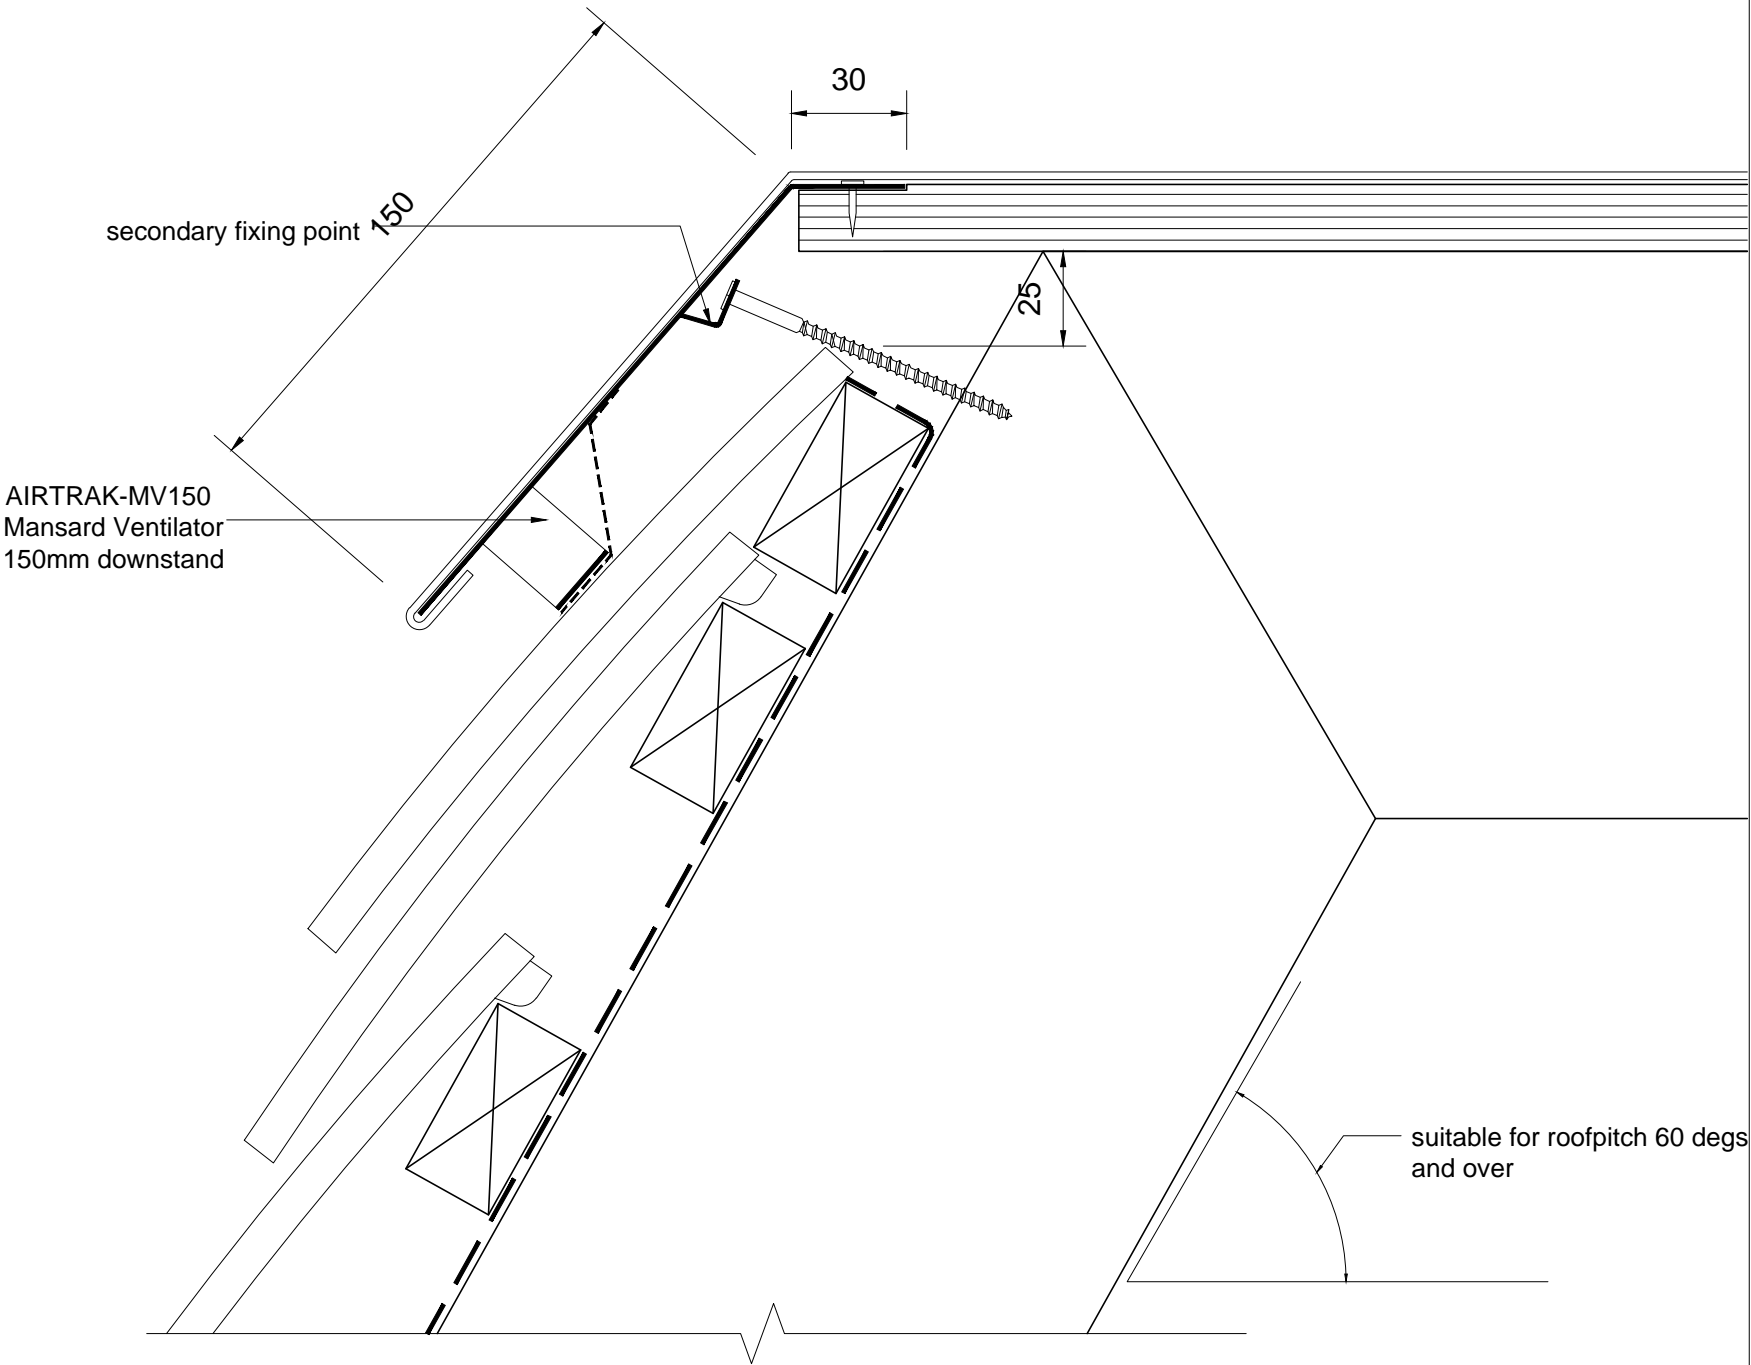 30
150
secondary fixing point
25
AIRTRAK-MV150
Mansard Ventilator
150mm downstand
suitable for roofpitch 60 degs
and over